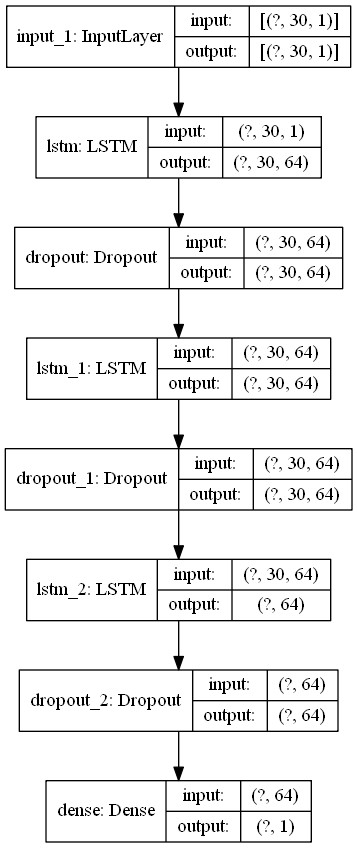 input_1: InputLayer
input: [(?, 30, 1)]
output: [(?, 30, 1)]
lstm: LSTM
input: (?, 30, 1)
output: (?, 30, 64)
dropout: Dropout
input: (?, 30, 64)
output: (?, 30, 64)
lstm_1: LSTM
input: (?, 30, 64)
output: (?, 30, 64)
dropout_1: Dropout
input: (?, 30, 64)
output: (?, 30, 64)
lstm_2: LSTM
input: (?, 30, 64)
output: (?, 64)
dropout_2: Dropout
input: (?, 64)
output: (?, 64)
dense: Dense
input: (?, 64)
output: (?, 1)